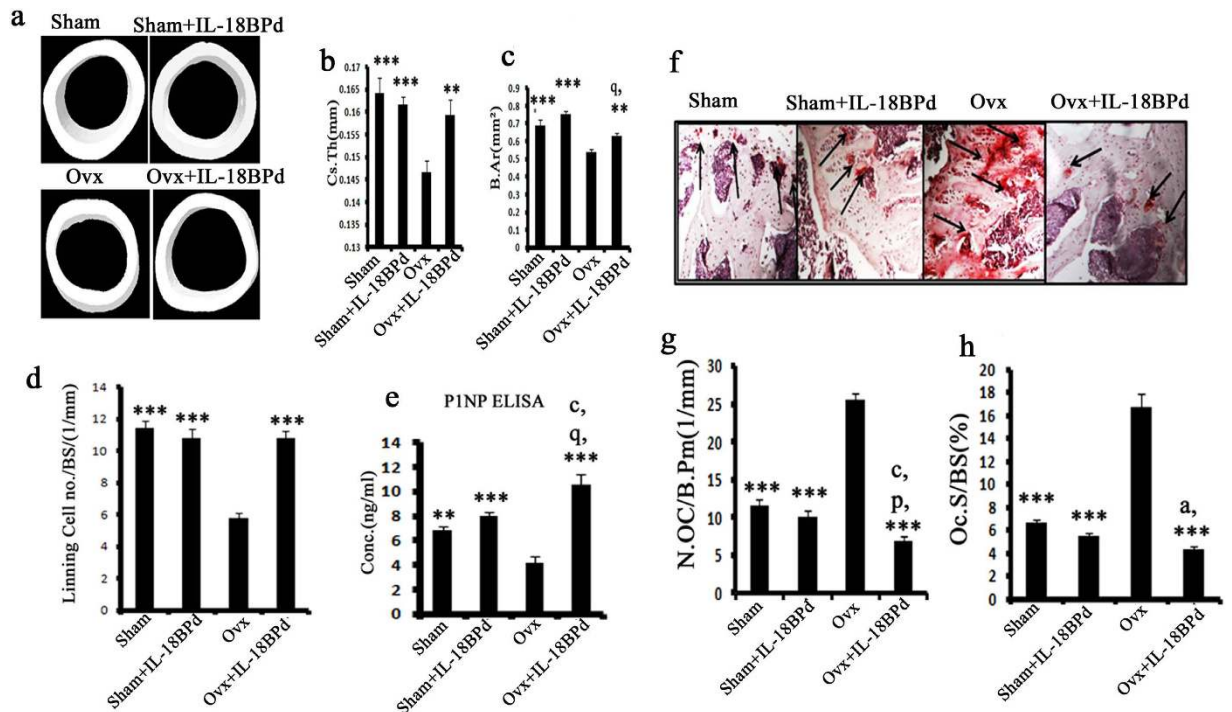 a
Sham
Sham+IL-18BPd
Ovx
Ovx+IL-18BPd
b
***
***
**
Cs.Th(mm)
0.17
0.165
0.16
0.155
0.15
0.145
0.14
0.135
0.13
Sham
Sham+IL-18BPd
Ovx
Ovx+IL-18BPd
c
***
***
q,
**
B.Ar(mm²)
0.9
0.8
0.7
0.6
0.5
0.4
0.3
0.2
0.1
0
Sham
Sham+IL-18BPd
Ovx
Ovx+IL-18BPd
d
***
***
***
Linning Cell no./BS/(1/mm)
14
12
10
8
6
4
2
0
Sham
Sham+IL-18BPd
Ovx
Ovx+IL-18BPd
e
P1NP ELISA
c,
q,
***
**
***
Conc.(ng/ml)
14
12
10
8
6
4
2
0
Sham
Sham+IL-18BPd
Ovx
Ovx+IL-18BPd
f
Sham
Sham+IL-18BPd
Ovx
Ovx+IL-18BPd
g
***
***
c,
p,
***
N.OC/B.Pm(1/mm)
30
25
20
15
10
5
0
Sham
Sham+IL-18BPd
Ovx
Ovx+IL-18BPd
h
***
***
a,
***
Oc.S/BS(%)
20
18
16
14
12
10
8
6
4
2
0
Sham
Sham+IL-18BPd
Ovx
Ovx+IL-18BPd